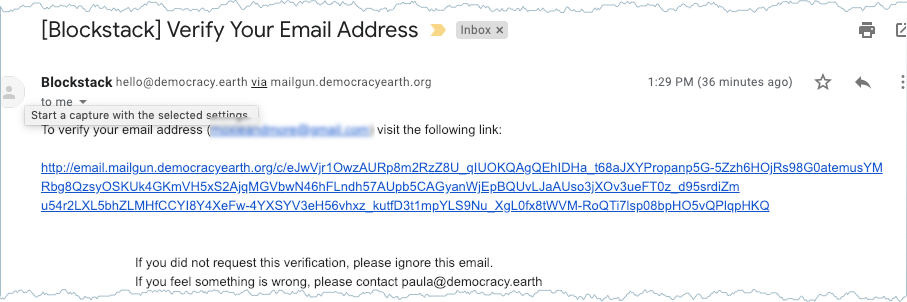 [Blockstack] Verify Your Email Address Inbox ×
Blockstack hello@democracy.earth via mailgun.democracyearth.org 1:29 PM (36 minutes ago)
to me
Start a capture with the selected settings.
To verify your email address ( ) visit the following link:
http://email.mailgun.democracyearth.org/c/eJwVjr1OwzAURp8m2RzZ8U_qIUOKQAgQEhIDHa_t68aJXYPropanp5G-5Zzh6HOjRs98G0atemusYM
Rbg8QzsyOSKUk4GKmVH5xS2AjqMGVbwN46hFLndh57AUpb5CAGyanWjEpBQUvLJaAUso3jXOv3ueFT0z_d95srdiZm
u54r2LXL5bhZLMHfCCYI8Y4XeFw-4YXSYV3eH56vhxz_kutfD3t1mpYLS9Nu_XgL0fx8tWVM-RoQTi7lsp08bpHO5vQPlqpHKQ
If you did not request this verification, please ignore this email.
If you feel something is wrong, please contact paula@democracy.earth